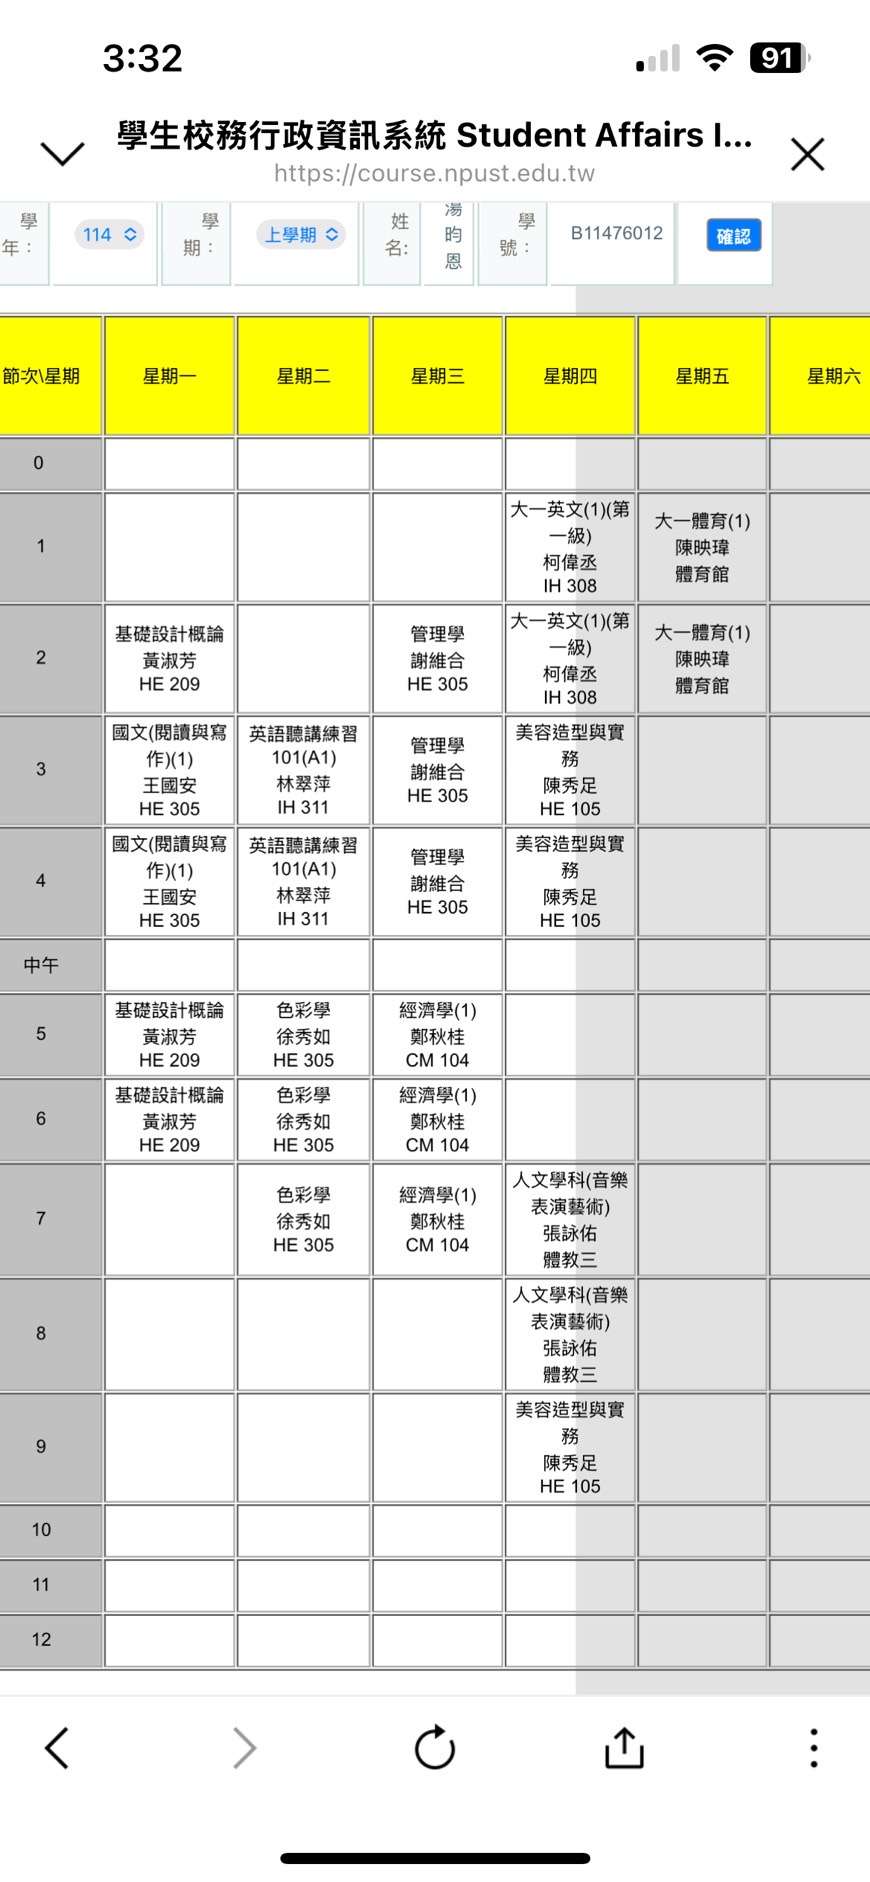 3:32
91
學生校務行政資訊系統 Student Affairs I...
https://course.npust.edu.tw
學年：
114
學期：
上學期
姓名:
湯昀恩
學號：
B11476012
確認
節次\星期 星期一 星期二 星期三 星期四 星期五 星期六
0
1
大一英文(1)(第
一級)
柯偉丞
IH 308
大一體育(1)
陳映瑋
體育館
2
基礎設計概論
黃淑芳
HE 209
管理學
謝維合
HE 305
大一英文(1)(第
一級)
柯偉丞
IH 308
大一體育(1)
陳映瑋
體育館
3
國文(閱讀與寫
作)(1)
王國安
HE 305
英語聽講練習
101(A1)
林翠萍
IH 311
管理學
謝維合
HE 305
美容造型與實
務
陳秀足
HE 105
4
國文(閱讀與寫
作)(1)
王國安
HE 305
英語聽講練習
101(A1)
林翠萍
IH 311
管理學
謝維合
HE 305
美容造型與實
務
陳秀足
HE 105
中午
5
基礎設計概論
黃淑芳
HE 209
色彩學
徐秀如
HE 305
經濟學(1)
鄭秋桂
CM 104
6
基礎設計概論
黃淑芳
HE 209
色彩學
徐秀如
HE 305
經濟學(1)
鄭秋桂
CM 104
7
色彩學
徐秀如
HE 305
經濟學(1)
鄭秋桂
CM 104
人文學科(音樂
表演藝術)
張詠佑
體教三
8
人文學科(音樂
表演藝術)
張詠佑
體教三
9
美容造型與實
務
陳秀足
HE 105
10
11
12